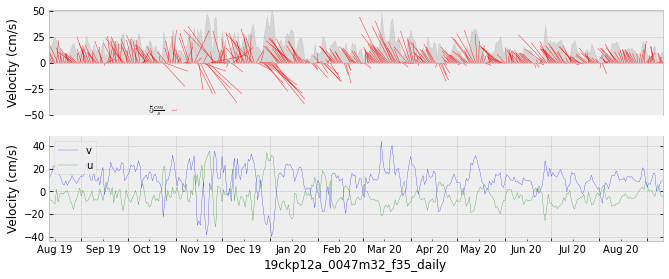 50
25
0
−25
−50
Velocity (cm/s)
5 cm/s
40
20
0
−20
−40
Velocity (cm/s)
v
u
Aug 19 Sep 19 Oct 19 Nov 19 Dec 19 Jan 20 Feb 20 Mar 20 Apr 20 May 20 Jun 20 Jul 20 Aug 20
19ckp12a_0047m32_f35_daily